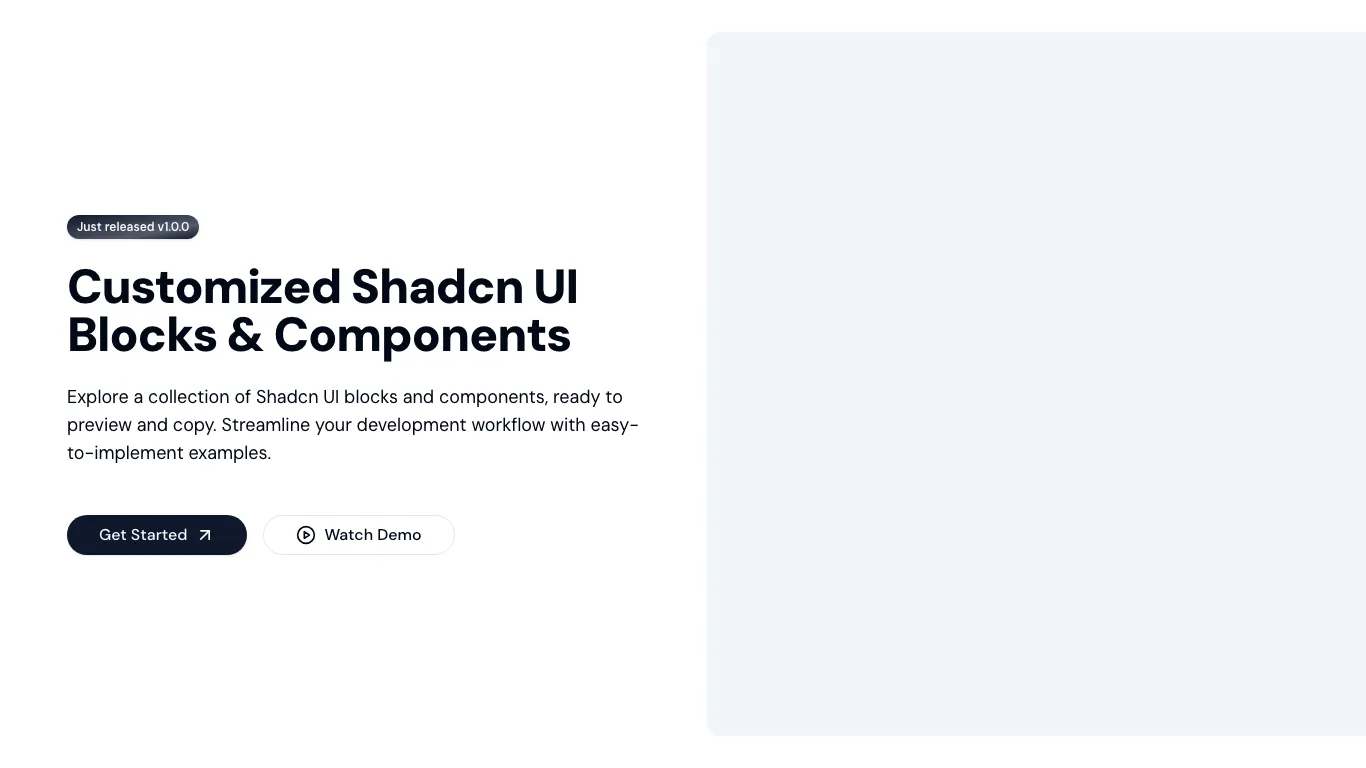 Just released v1.0.0
Customized Shadcn UI
Blocks & Components
Explore a collection of Shadcn UI blocks and components, ready to
preview and copy. Streamline your development workflow with easy-
to-implement examples.
Get Started
Watch Demo